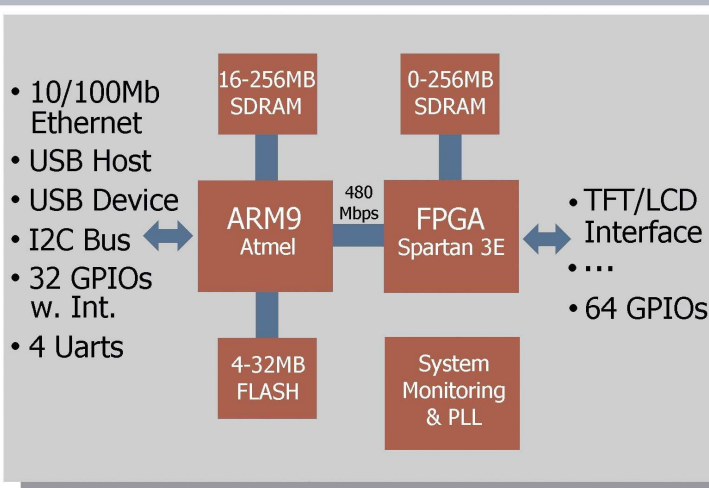 • 10/100Mb
Ethernet
• USB Host
• USB Device
• I2C Bus
• 32 GPIOs
w. Int.
• 4 Uarts
16-256MB
SDRAM
0-256MB
SDRAM
ARM9
Atmel
480
Mbps
FPGA
Spartan 3E
4-32MB
FLASH
System
Monitoring
& PLL
• TFT/LCD
Interface
• ...
• 64 GPIOs